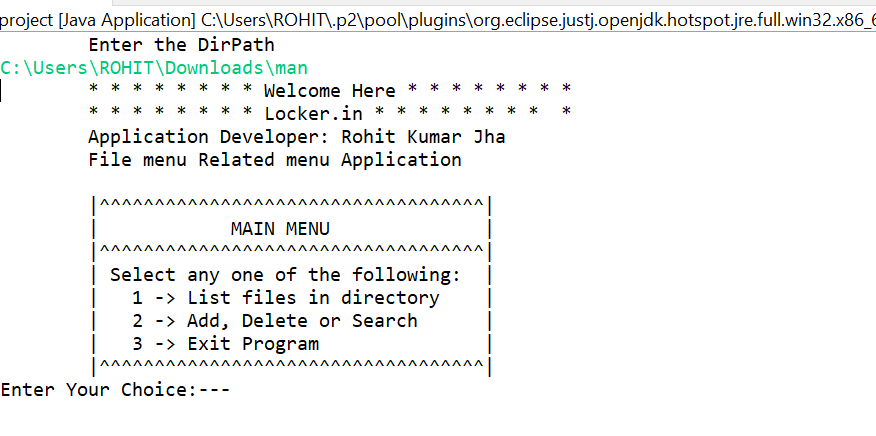 project [Java Application] C:\Users\ROHIT\.p2\pool\plugins\org.eclipse.justj.openjdk.hotspot.jre.full.win32.x86_6
Enter the DirPath
C:\Users\ROHIT\Downloads\man
* * * * * * * * Welcome Here * * * * * * * *
* * * * * * * * Locker.in * * * * * * * *  *
Application Developer: Rohit Kumar Jha
File menu Related menu Application
|^^^^^^^^^^^^^^^^^^^^^^^^^^^^^^^^^^^|
|            MAIN MENU              |
|^^^^^^^^^^^^^^^^^^^^^^^^^^^^^^^^^^^|
| Select any one of the following:  |
|   1 -> List files in directory    |
|   2 -> Add, Delete or Search      |
|   3 -> Exit Program               |
|^^^^^^^^^^^^^^^^^^^^^^^^^^^^^^^^^^^|
Enter Your Choice:---